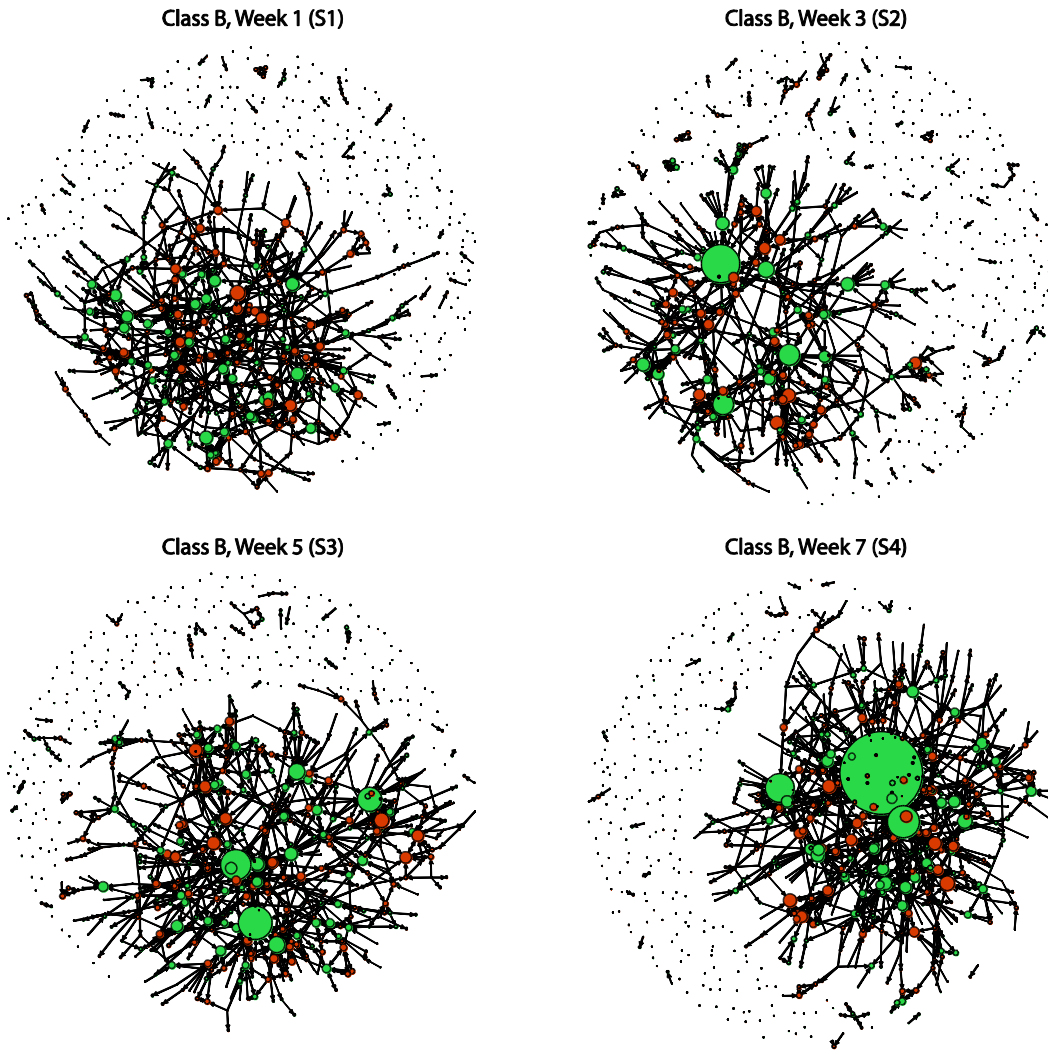 Class B, Week 1 (S1)
Class B, Week 3 (S2)
Class B, Week 5 (S3)
Class B, Week 7 (S4)